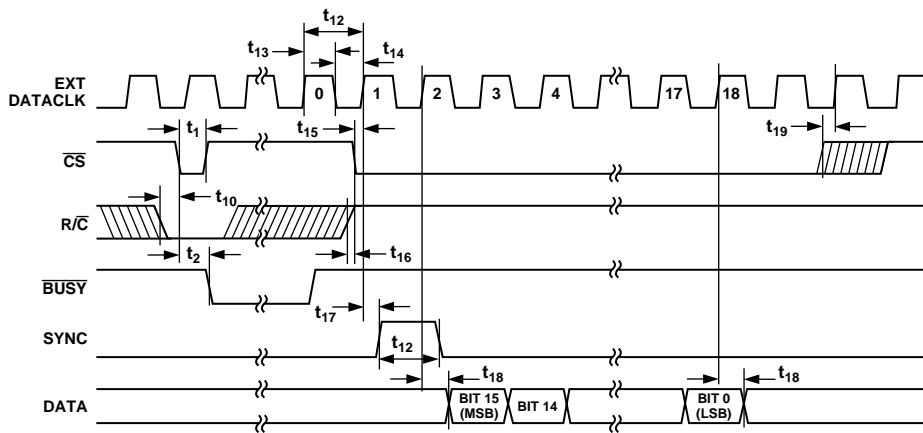 t12
t13
t14
EXT
DATACLK
0
1
2
3
4
17
18
t1
t15
t19
CS
t10
R/C
t2
t16
BUSY
t17
SYNC
t12
t18
t18
DATA
BIT 15
(MSB)
BIT 14
BIT 0
(LSB)